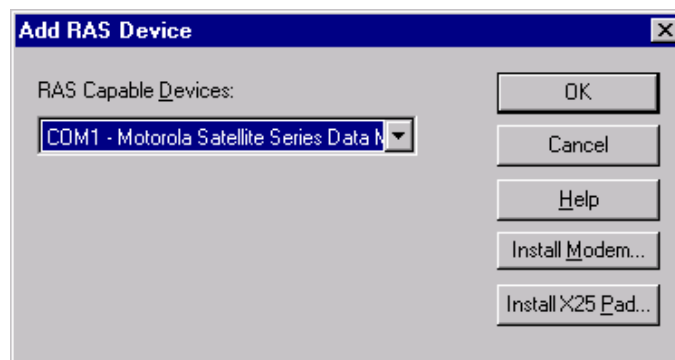 Add RAS Device
RAS Capable Devices:
COM1 - Motorola Satellite Series Data
OK
Cancel
Help
Install Modem...
Install X25 Pad...